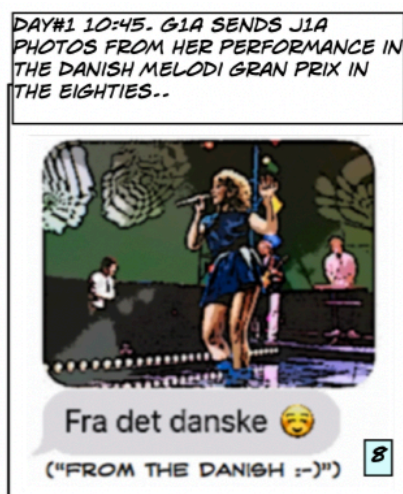 DAY#1 10:45. G1A SENDS J1A
PHOTOS FROM HER PERFORMANCE IN
THE DANISH MELODI GRAN PRIX IN
THE EIGHTIES..
Fra det danske 😌
("FROM THE DANISH :-)")
8